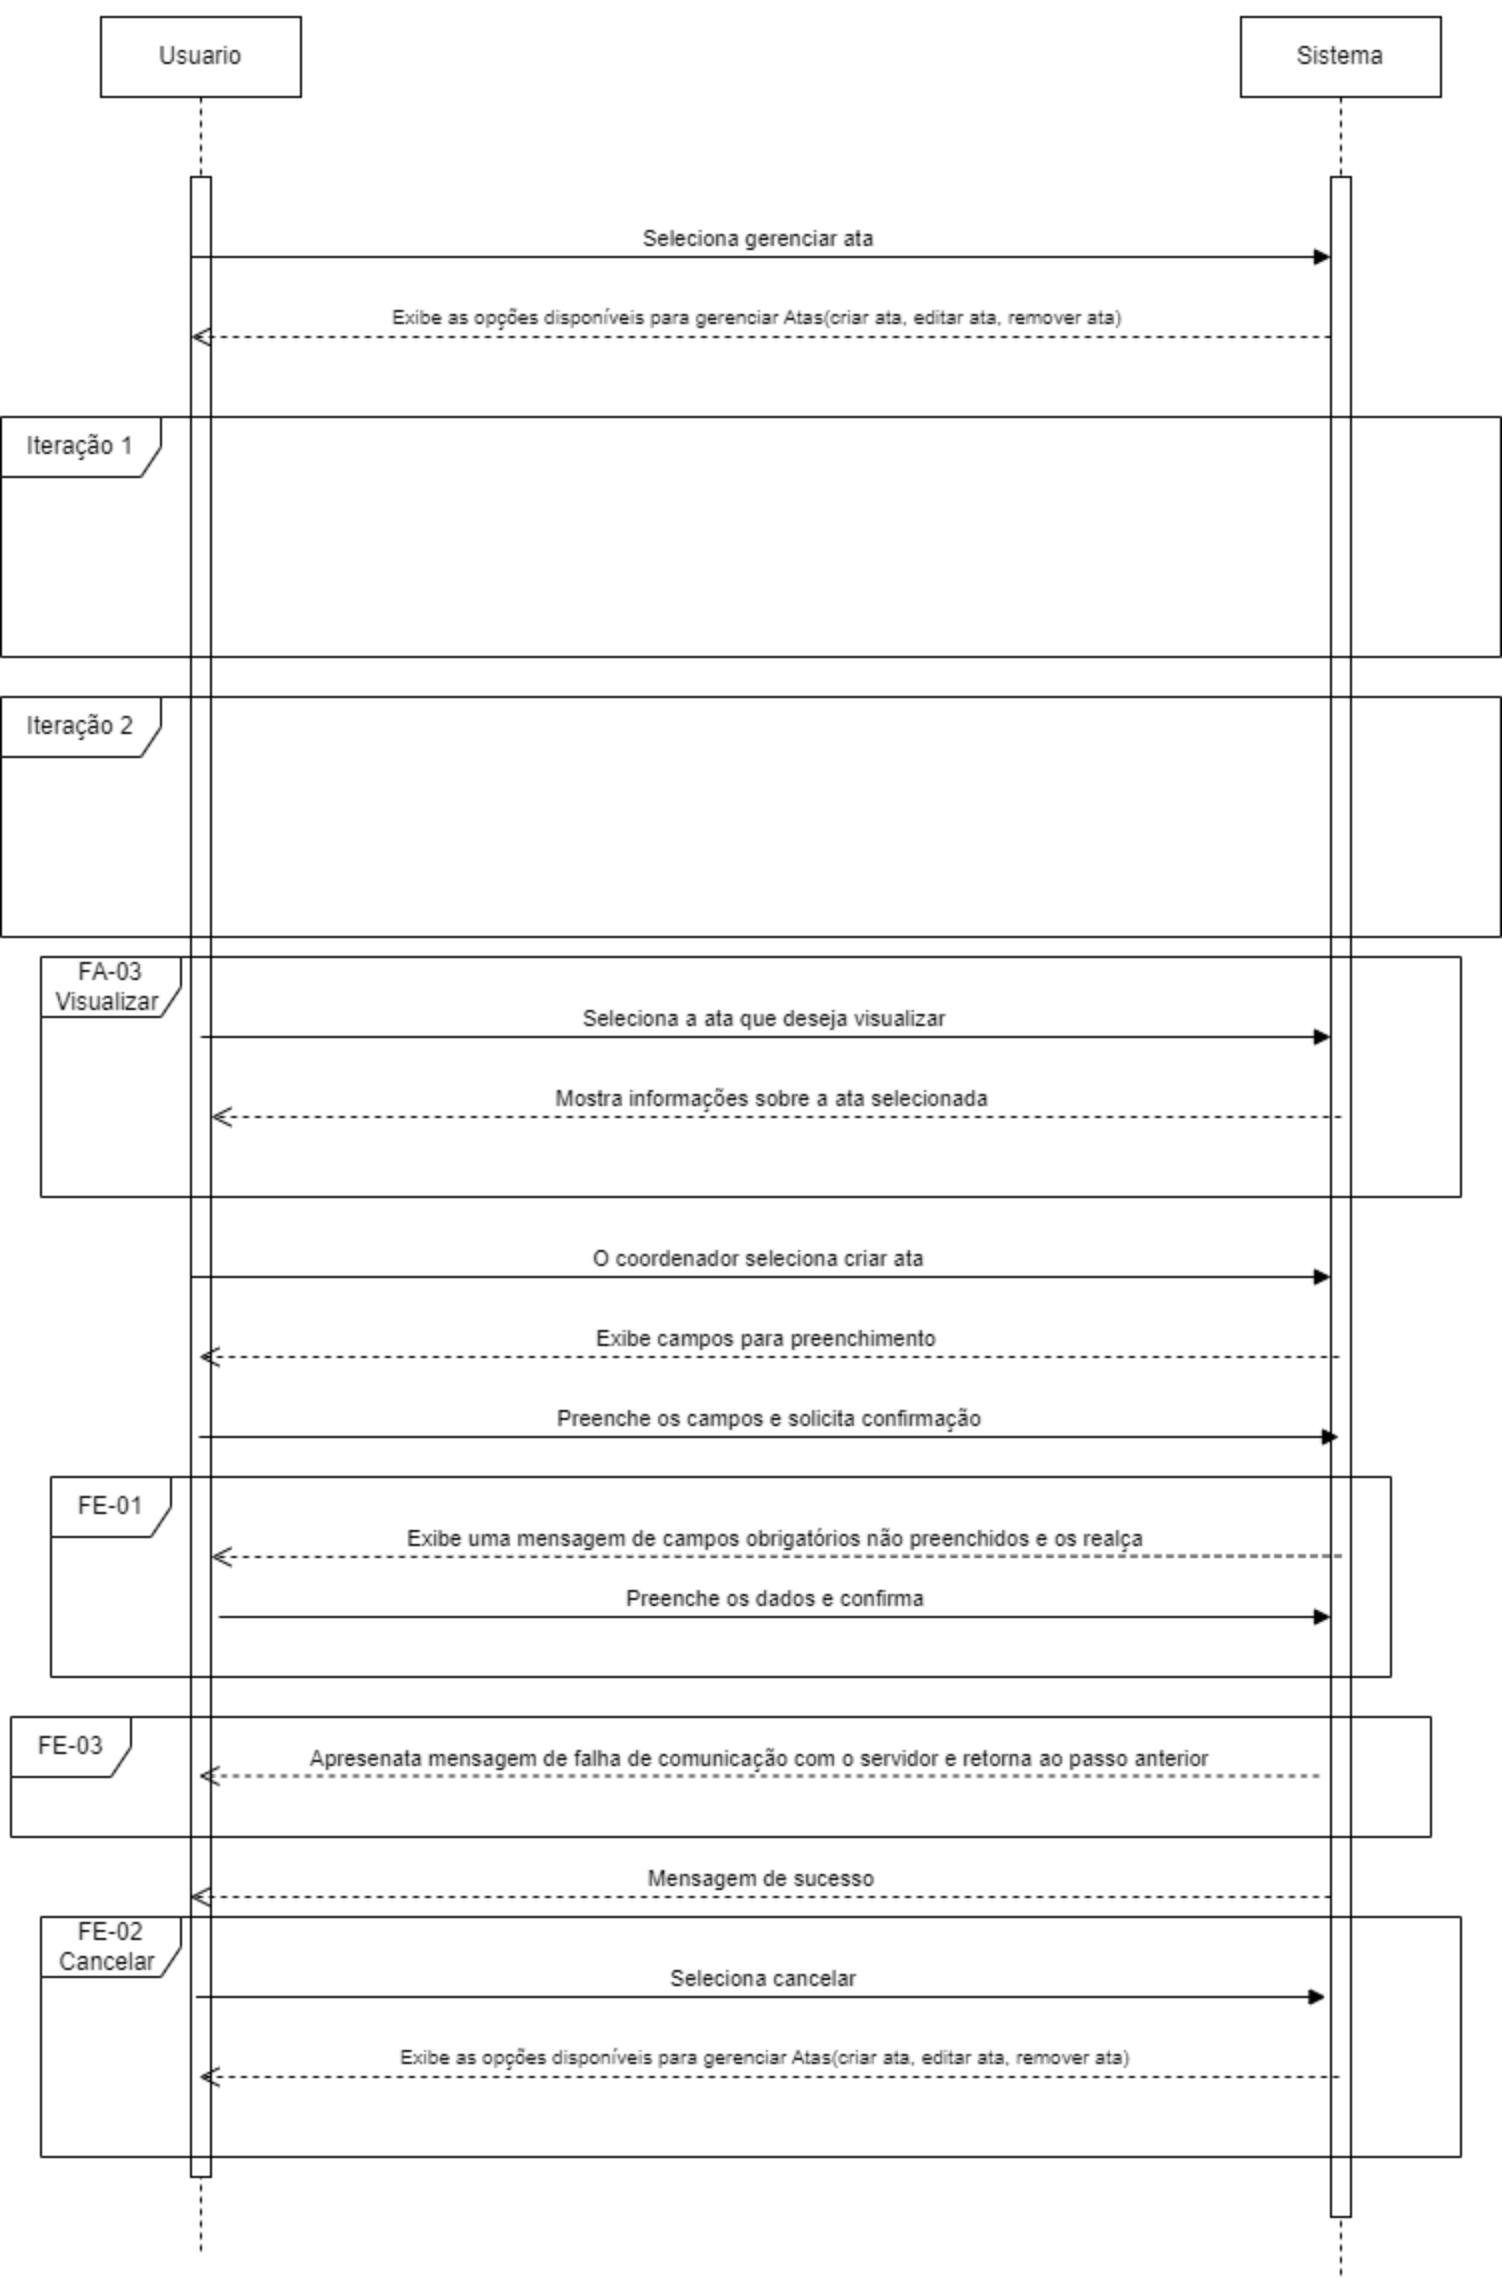 Usuario
Sistema
Seleciona gerenciar ata
Exibe as opções disponíveis para gerenciar Atas(criar ata, editar ata, remover ata)
Iteração 1
Iteração 2
FA-03
Visualizar
Seleciona a ata que deseja visualizar
Mostra informações sobre a ata selecionada
O coordenador seleciona criar ata
Exibe campos para preenchimento
Preenche os campos e solicita confirmação
FE-01
Exibe uma mensagem de campos obrigatórios não preenchidos e os realça
Preenche os dados e confirma
FE-03
Apresenata mensagem de falha de comunicação com o servidor e retorna ao passo anterior
Mensagem de sucesso
FE-02
Cancelar
Seleciona cancelar
Exibe as opções disponíveis para gerenciar Atas(criar ata, editar ata, remover ata)